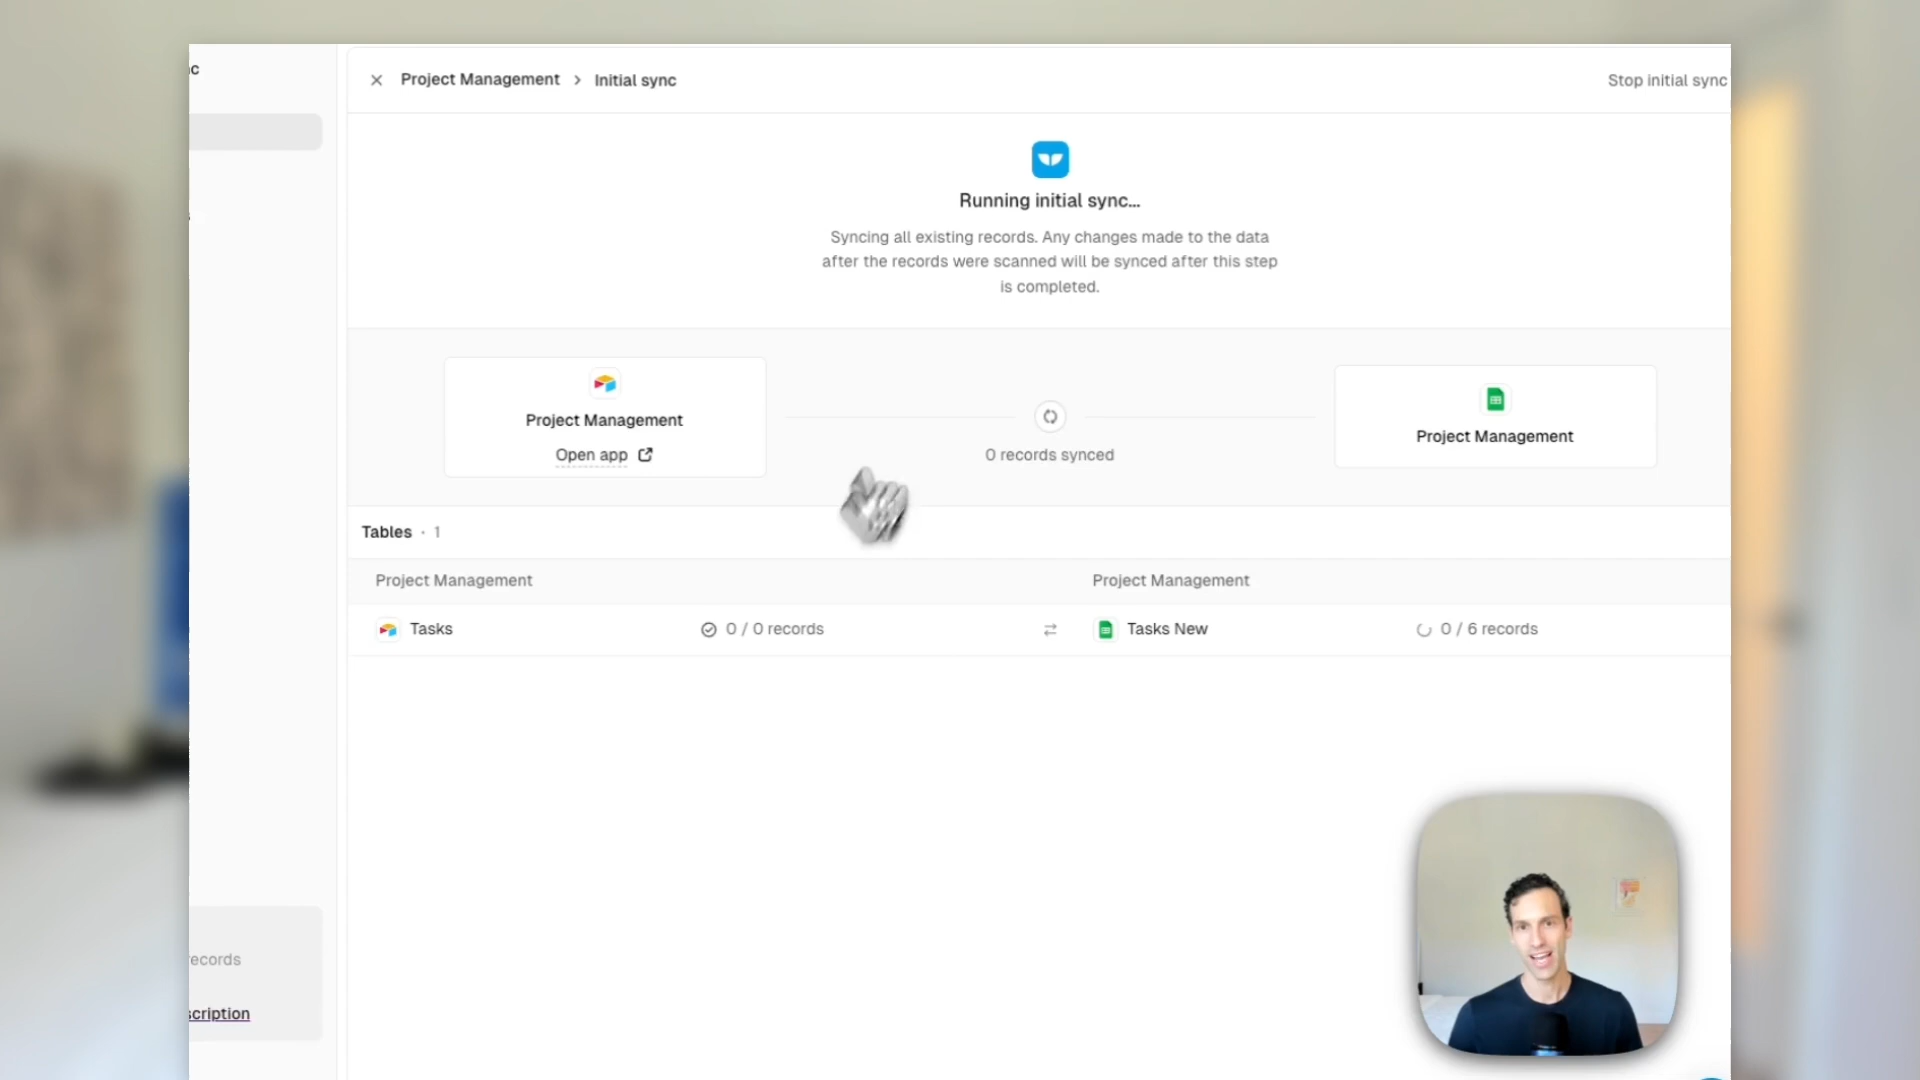 Project Management > Initial sync
Stop initial sync
Running initial sync...
Syncing all existing records. Any changes made to the data
after the records were scanned will be synced after this step
is completed.
Project Management
Open app
0 records synced
Project Management
Tables · 1
Project Management
Project Management
Tasks
0 / 0 records
Tasks New
0 / 6 records
ecords
scription